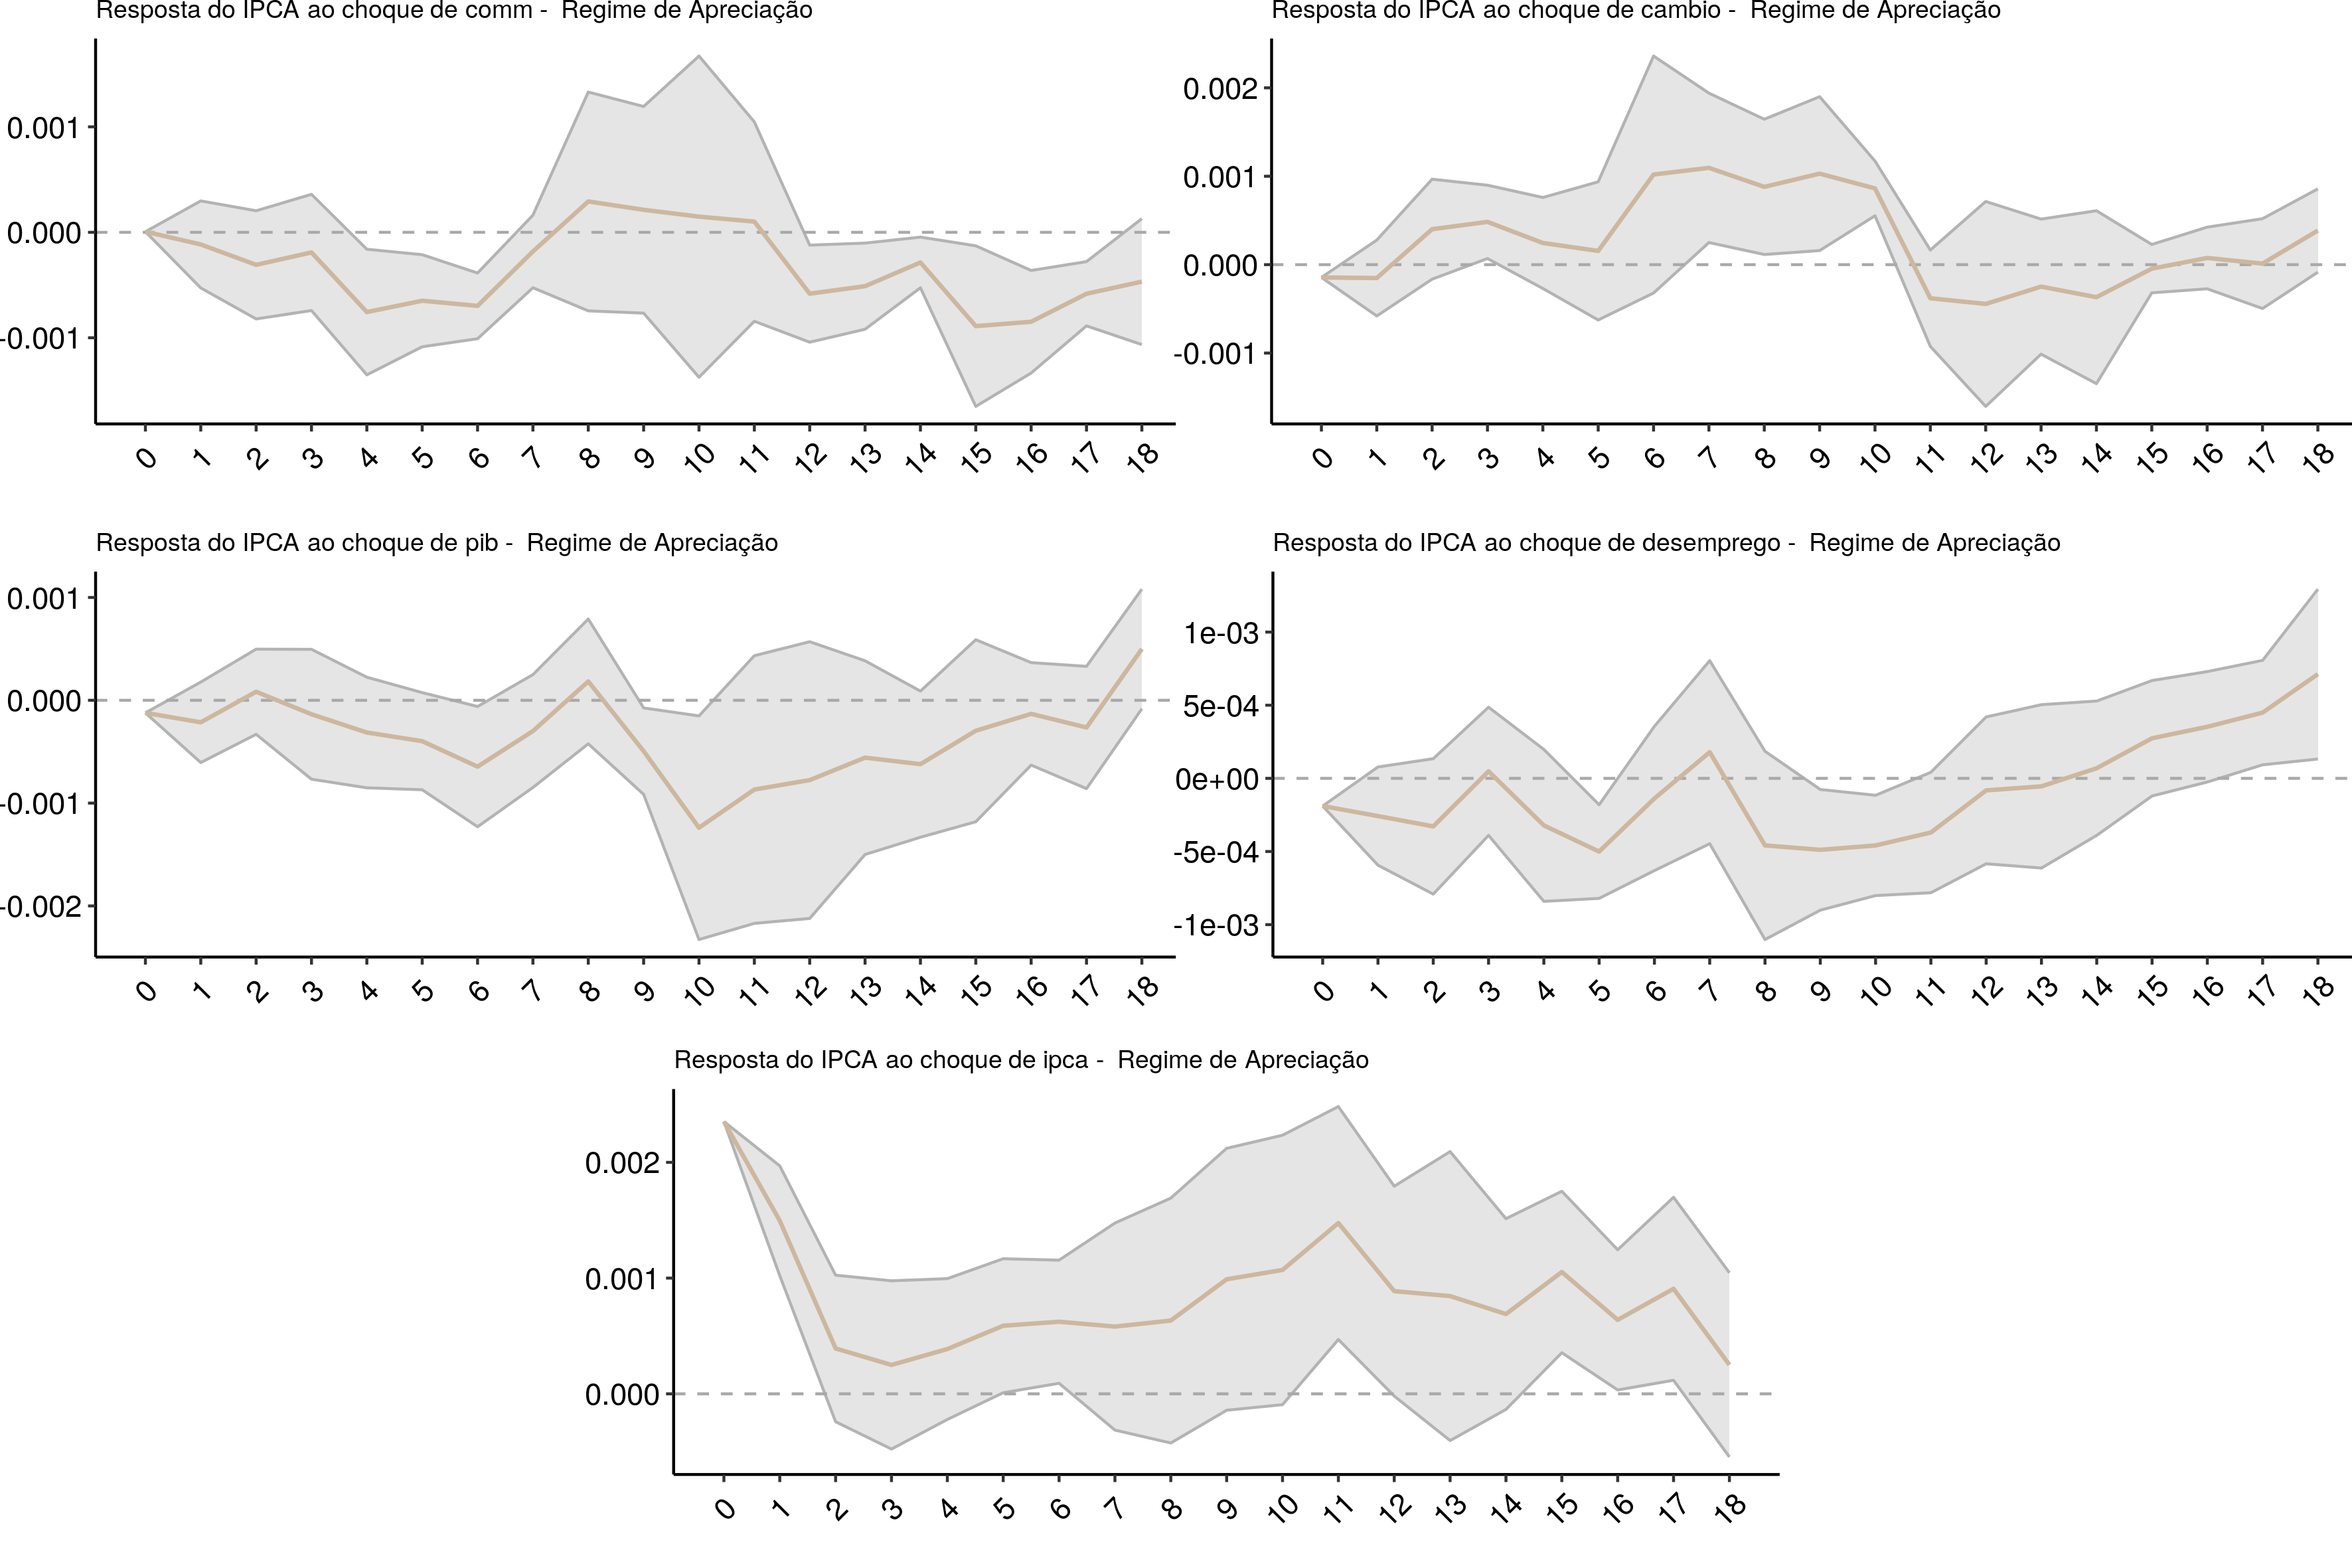 Resposta do IPCA ao choque de comm -  Regime de Apreciação
0.001
0.000
-0.001
0 1 2 3 4 5 6 7 8 9 10 11 12 13 14 15 16 17 18
Resposta do IPCA ao choque de cambio -  Regime de Apreciação
0.002
0.001
0.000
-0.001
0 1 2 3 4 5 6 7 8 9 10 11 12 13 14 15 16 17 18
Resposta do IPCA ao choque de pib -  Regime de Apreciação
0.001
0.000
-0.001
-0.002
0 1 2 3 4 5 6 7 8 9 10 11 12 13 14 15 16 17 18
Resposta do IPCA ao choque de desemprego -  Regime de Apreciação
1e-03
5e-04
0e+00
-5e-04
-1e-03
0 1 2 3 4 5 6 7 8 9 10 11 12 13 14 15 16 17 18
Resposta do IPCA ao choque de ipca -  Regime de Apreciação
0.002
0.001
0.000
0 1 2 3 4 5 6 7 8 9 10 11 12 13 14 15 16 17 18